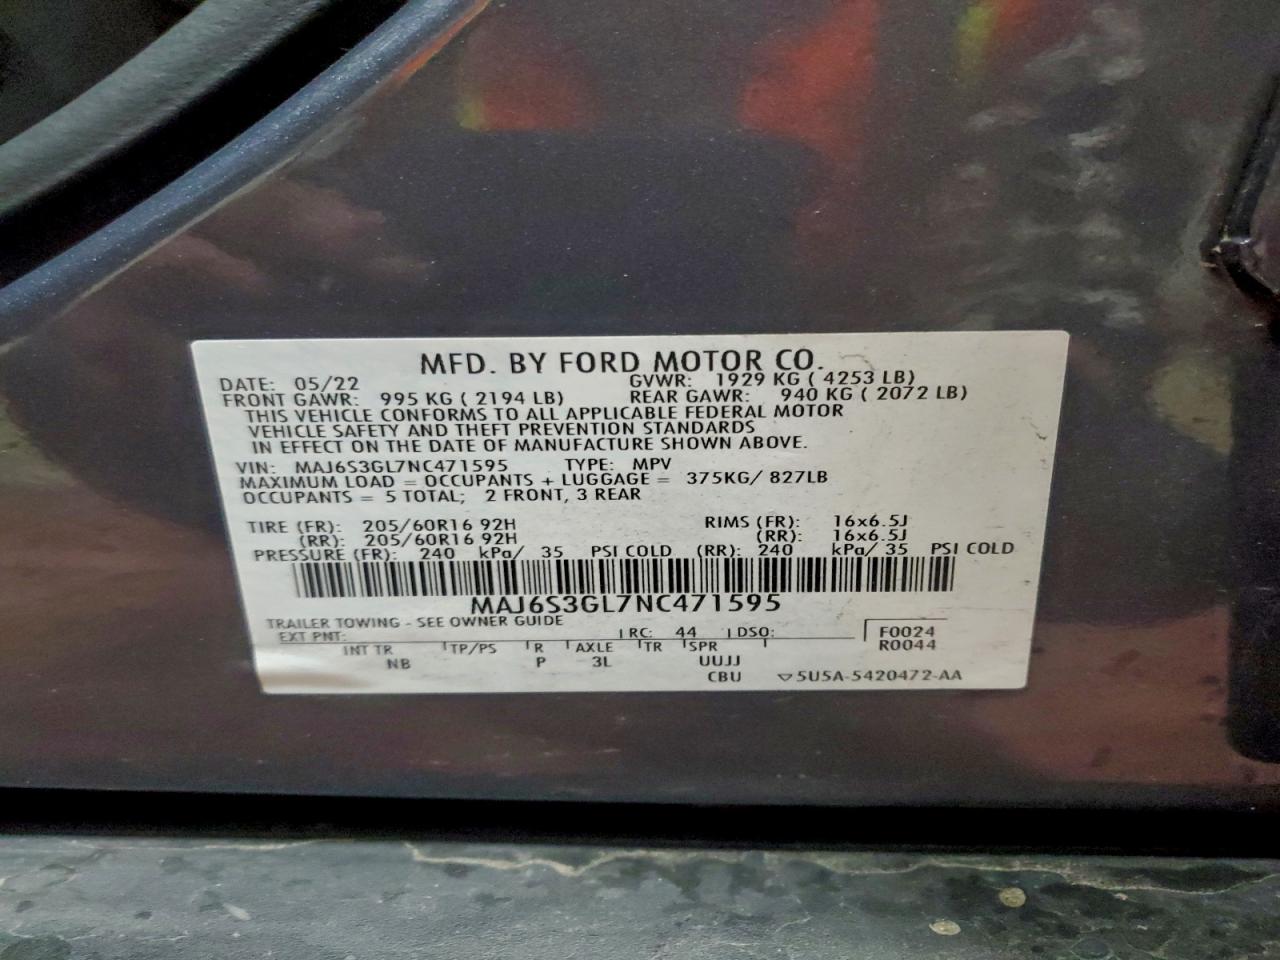 MFD. BY FORD MOTOR CO.
DATE: 05/22 GVWR: 1929 KG ( 4253 LB)
FRONT GAWR: 995 KG ( 2194 LB) REAR GAWR: 940 KG ( 2072 LB)
THIS VEHICLE CONFORMS TO ALL APPLICABLE FEDERAL MOTOR
VEHICLE SAFETY AND THEFT PREVENTION STANDARDS
IN EFFECT ON THE DATE OF MANUFACTURE SHOWN ABOVE.
VIN: MAJ6S3GL7NC471595 TYPE: MPV
MAXIMUM LOAD = OCCUPANTS + LUGGAGE = 375KG/ 827LB
OCCUPANTS = 5 TOTAL; 2 FRONT, 3 REAR
TIRE (FR): 205/60R16 92H RIMS (FR): 16x6.5J
(RR): 205/60R16 92H (RR): 16x6.5J
PRESSURE (FR): 240 kPa/ 35 PSI COLD (RR): 240 kPa/ 35 PSI COLD
MAJ6S3GL7NC471595
TRAILER TOWING - SEE OWNER GUIDE
EXT PNT: RC: 44 DSO: F0024
INT TR TP/PS R AXLE TR SPR R0044
NB P 3L UUJJ
CBU ▽5U5A-5420472-AA